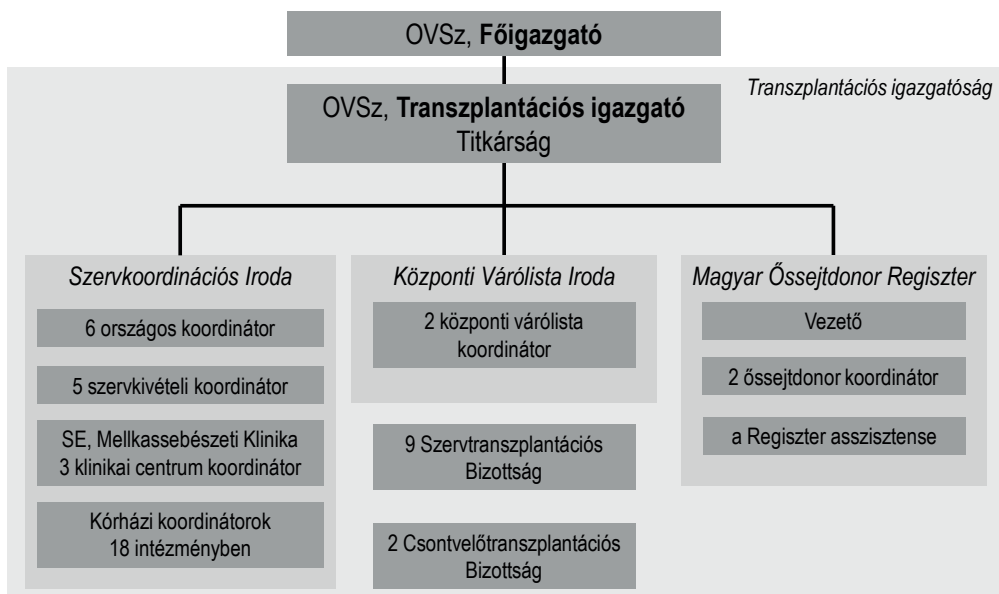 OVSz, Főigazgató
Transzplantációs igazgatóság
OVSz, Transzplantációs igazgató
Titkárság
Szervkoordinációs Iroda
6 országos koordinátor
5 szervkivételi koordinátor
SE, Mellkassebészeti Klinika
3 klinikai centrum koordinátor
Kórházi koordinátorok
18 intézményben
Központi Várólista Iroda
2 központi várólista
koordinátor
9 Szervtranszplantációs
Bizottság
2 Csontvelőtranszplantációs
Bizottság
Magyar Őssejtdonor Regiszter
Vezető
2 őssejtdonor koordinátor
a Regiszter asszisztense